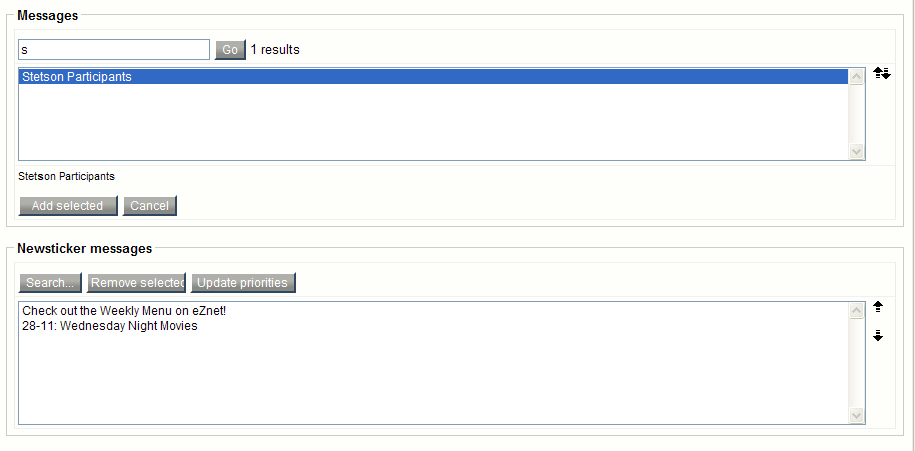 Messages
s
Go
1 results
Stetson Participants
Stetson Participants
Add selected
Cancel
Newsticker messages
Search...
Remove selected
Update priorities
Check out the Weekly Menu on eZnet!
28-11: Wednesday Night Movies